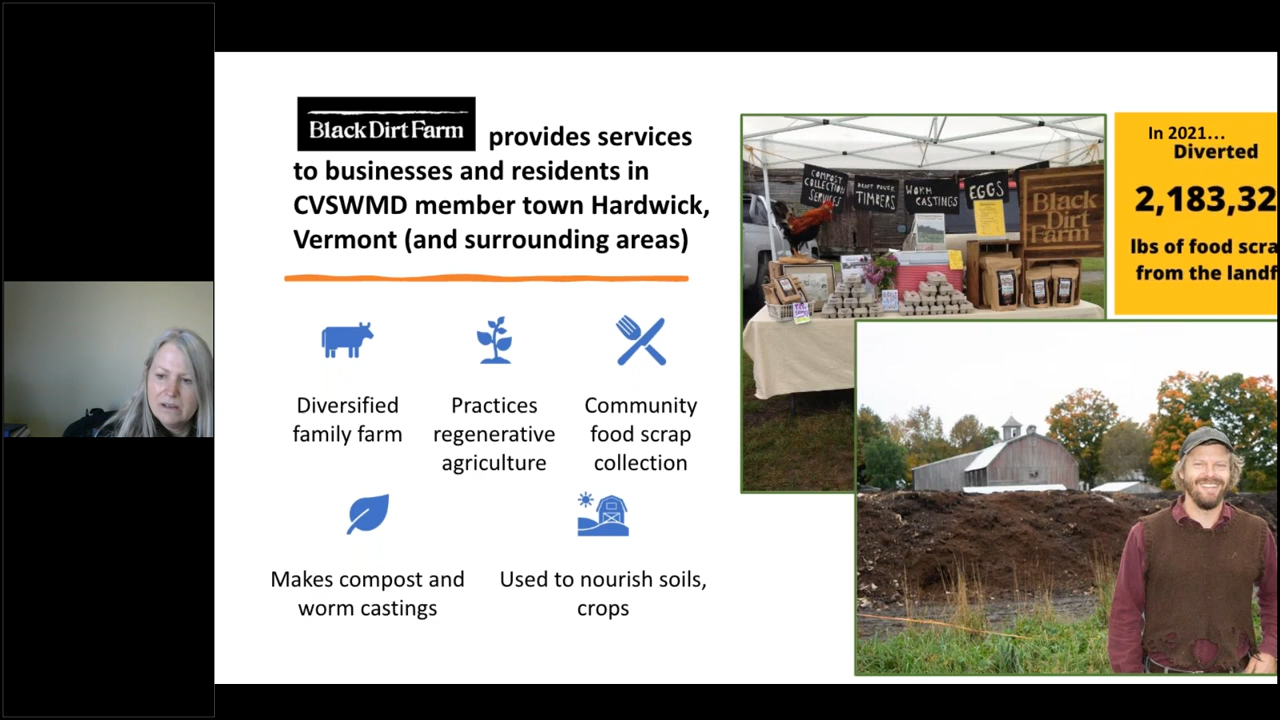 Black Dirt Farm provides services
to businesses and residents in
CVSWMD member town Hardwick,
Vermont (and surrounding areas)
Diversified
family farm
Practices
regenerative
agriculture
Community
food scrap
collection
Makes compost and
worm castings
Used to nourish soils,
crops
COMPOST
COLLECTION
SERVICES
TIMBERS
WORM
CASTINGS
EGGS
Black
Dirt
Farm
In 2021...
Diverted
2,183,32
lbs of food scra
from the landf